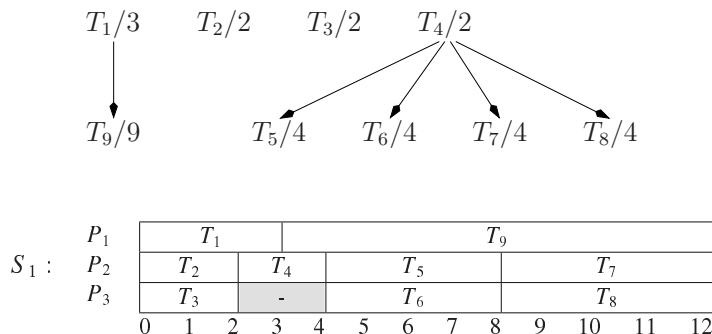 T₁/3 T₂/2 T₃/2 T₄/2
T₉/9 T₅/4 T₆/4 T₇/4 T₈/4
P₁ T₁ T₉
S₁ : P₂ T₂ T₄ T₅ T₇
P₃ T₃ - T₆ T₈
0 1 2 3 4 5 6 7 8 9 10 11 12